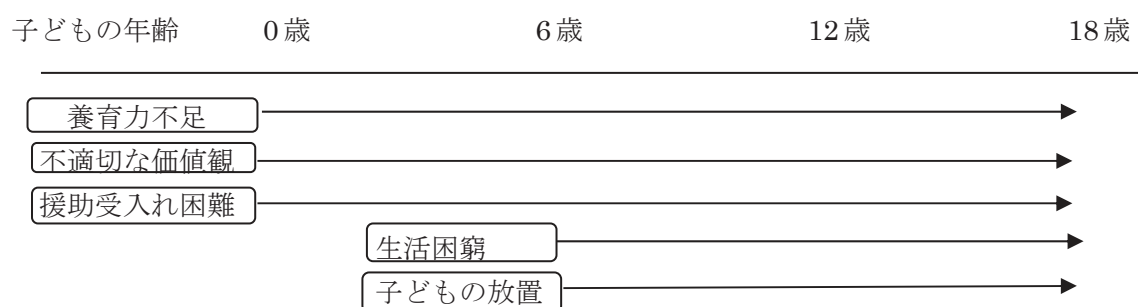 子どもの年齢 0歳 6歳 12歳 18歳
養育力不足
不適切な価値観
援助受入れ困難
生活困窮
子どもの放置